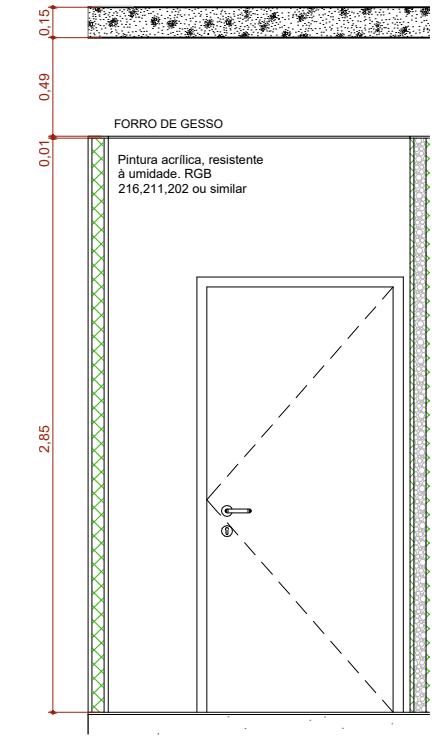 0,15
0,49
FORRO DE GESSO
0,01
Pintura acrílica, resistente
à umidade. RGB
216,211,202 ou similar
2,85